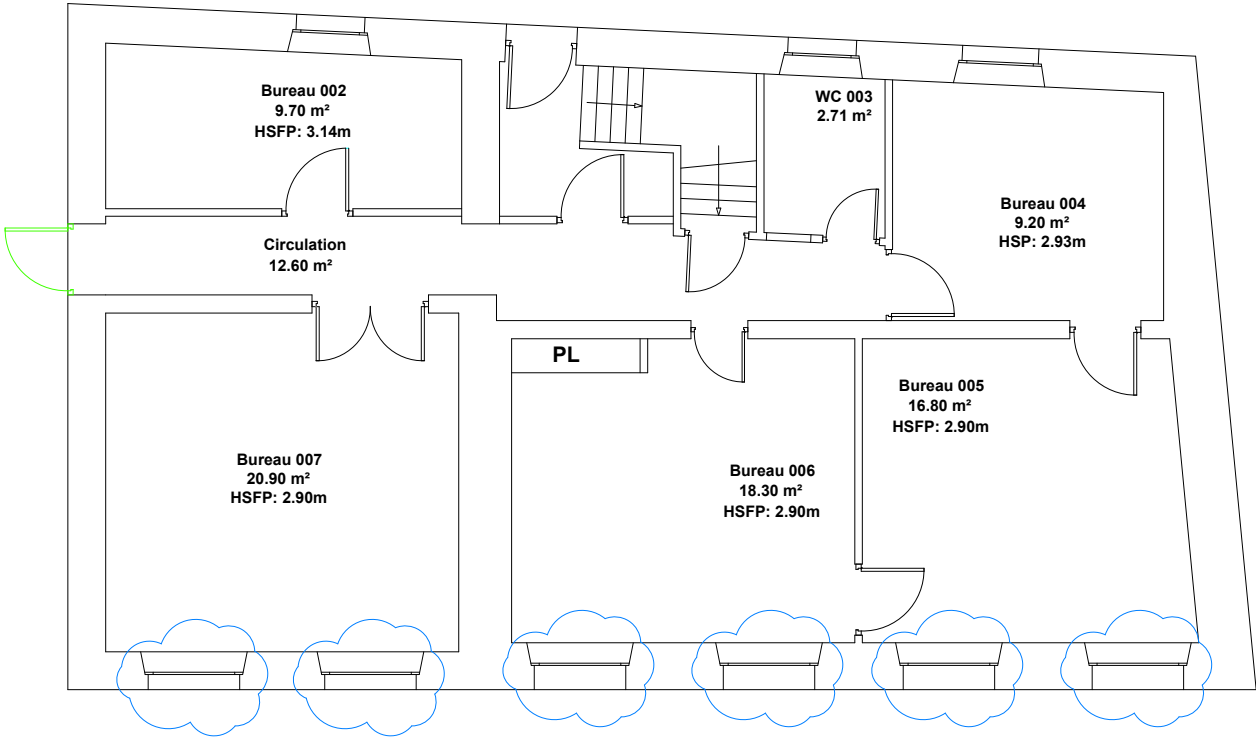 Bureau 002
9.70 m²
HSFP: 3.14m
WC 003
2.71 m²
Bureau 004
9.20 m²
HSP: 2.93m
Circulation
12.60 m²
PL
Bureau 005
16.80 m²
HSFP: 2.90m
Bureau 007
20.90 m²
HSFP: 2.90m
Bureau 006
18.30 m²
HSFP: 2.90m